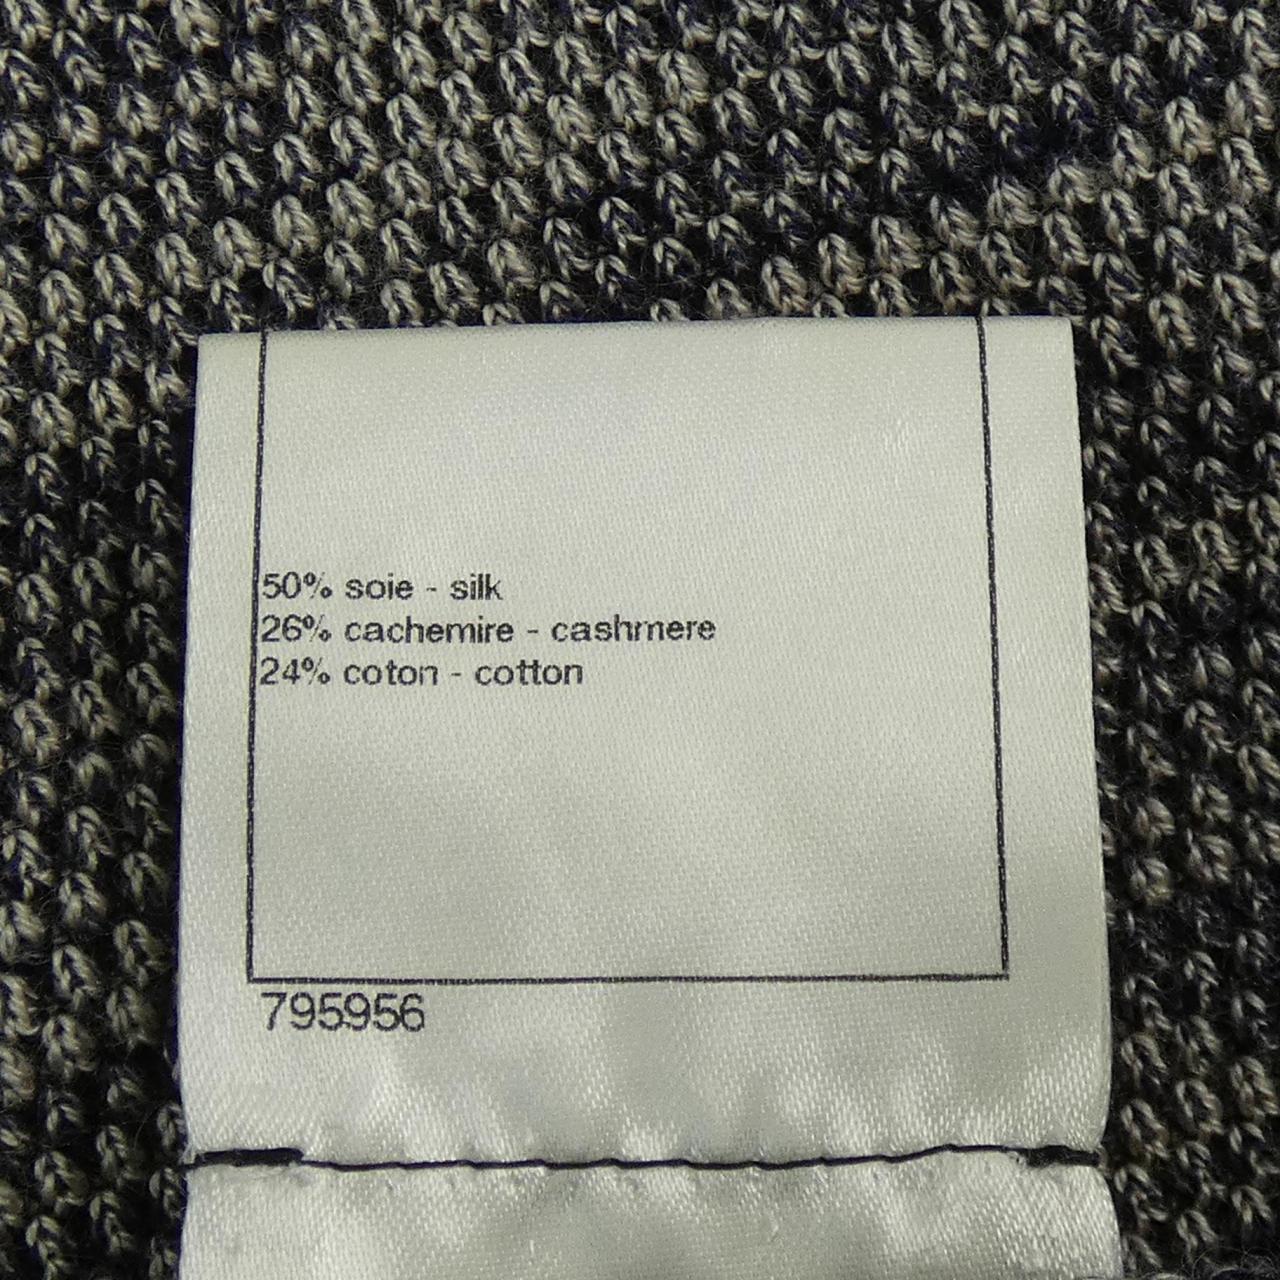 50% soie - silk
26% cachemire - cashmere
24% coton - cotton
795956